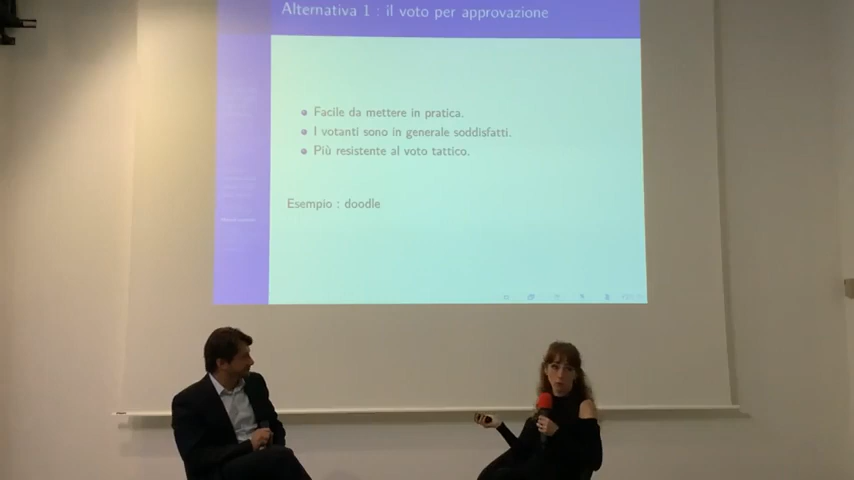 Alternativa 1 : il voto per approvazione
Facile da mettere in pratica.
I votanti sono in generale soddisfatti.
Più resistente al voto tattico.
Esempio : doodle